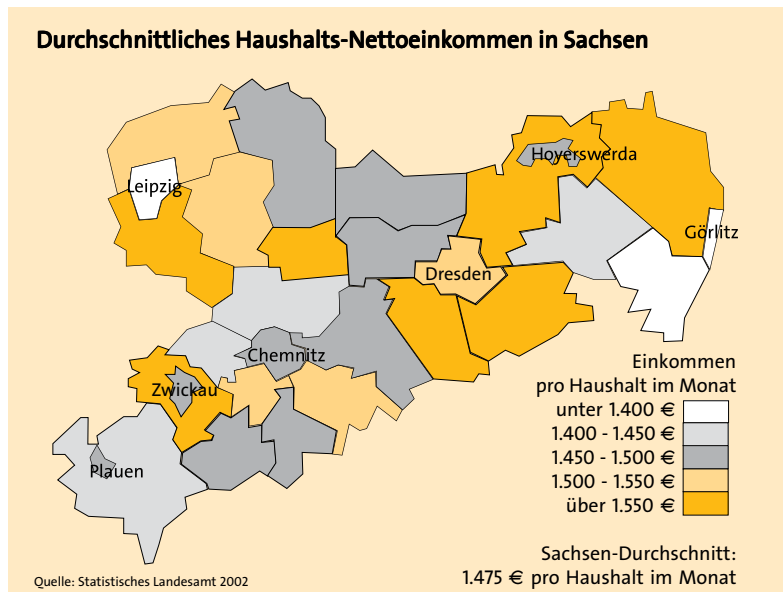 Durchschnittliches Haushalts-Nettoeinkommen in Sachsen
Hoyerswerda
Leipzig
Görlitz
Dresden
Chemnitz
Zwickau
Plauen
Einkommen
pro Haushalt im Monat
unter 1.400 €
1.400 - 1.450 €
1.450 - 1.500 €
1.500 - 1.550 €
über 1.550 €
Sachsen-Durchschnitt:
1.475 € pro Haushalt im Monat
Quelle: Statistisches Landesamt 2002